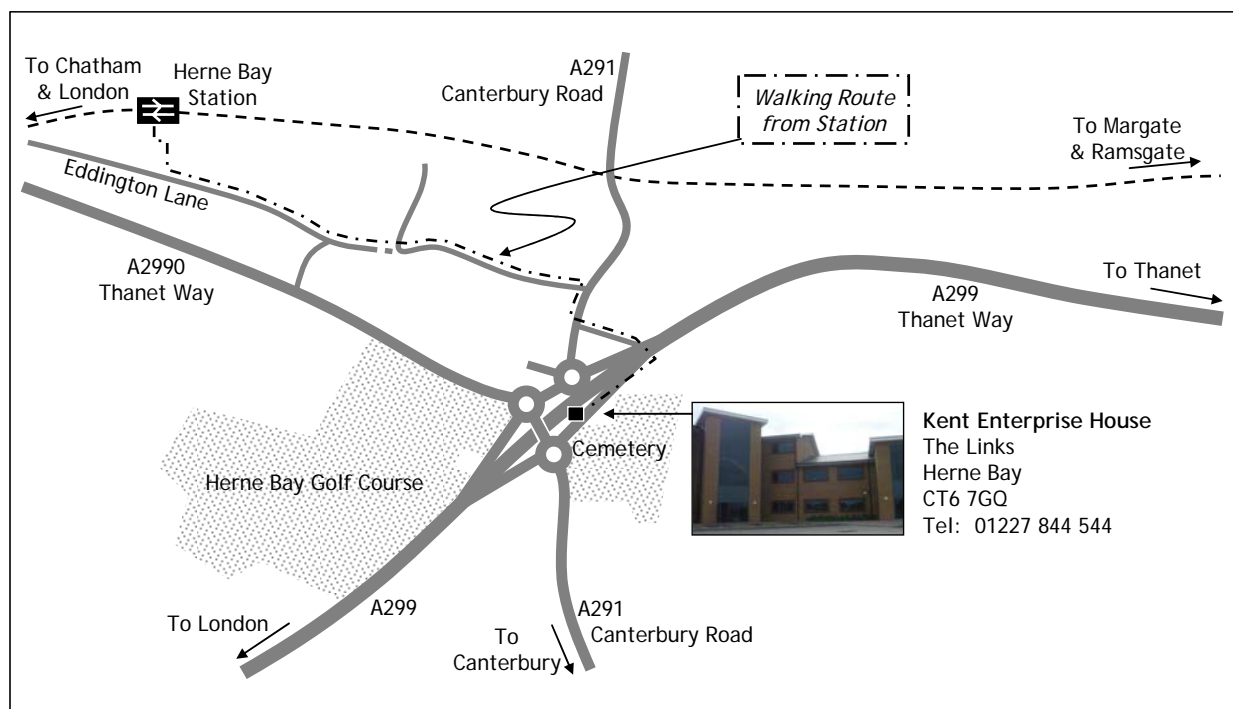 To Chatham
& London
Herne Bay
Station
A291
Canterbury Road
Walking Route
from Station
To Margate
& Ramsgate
Eddington Lane
A2990
Thanet Way
To Thanet
A299
Thanet Way
Kent Enterprise House
The Links
Herne Bay
CT6 7GQ
Tel: 01227 844 544
Cemetery
Herne Bay Golf Course
A299
To London
To
Canterbury
A291
Canterbury Road